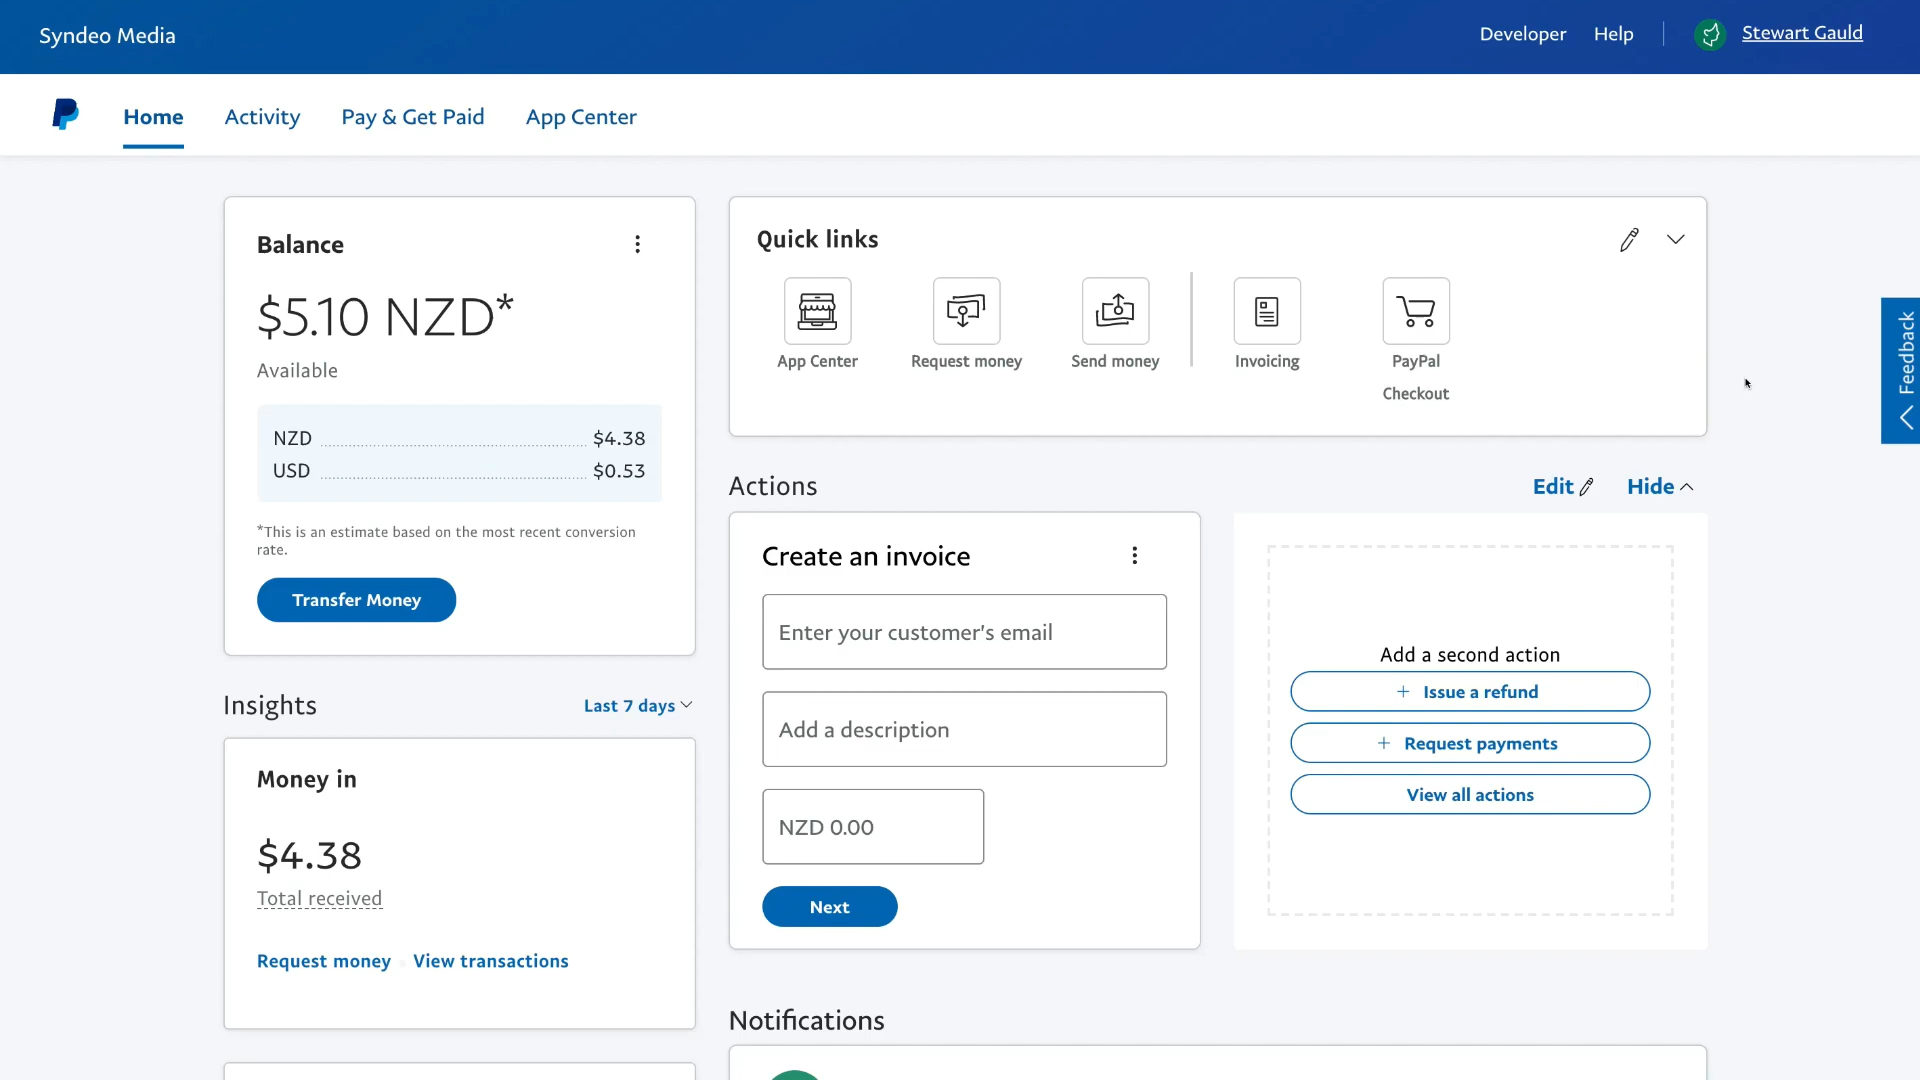 Syndeo Media
Developer
Help
Stewart Gauld
Home
Activity
Pay & Get Paid
App Center
Balance
$5.10 NZD*
Available
NZD $4.38
USD $0.53
*This is an estimate based on the most recent conversion
rate.
Transfer Money
Insights
Last 7 days
Money in
$4.38
Total received
Request money
View transactions
Quick links
App Center
Request money
Send money
Invoicing
PayPal
Checkout
Feedback
Actions
Edit
Hide
Create an invoice
Enter your customer's email
Add a description
NZD 0.00
Next
Add a second action
+ Issue a refund
+ Request payments
View all actions
Notifications